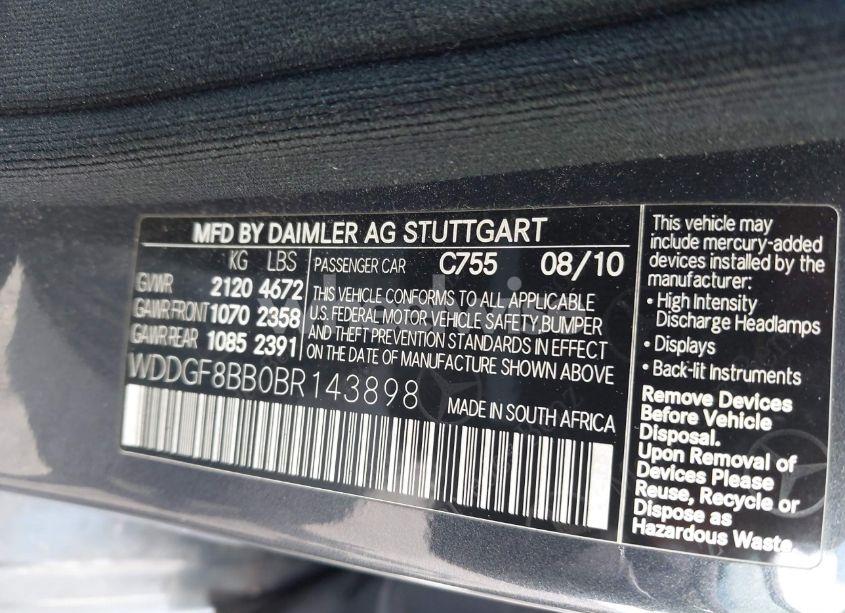 MFD BY DAIMLER AG STUTTGART
KG LBS
GVWR 2120 4672
GAWR FRONT 1070 2358
GAWR REAR 1085 2391
PASSENGER CAR C755 08/10
THIS VEHICLE CONFORMS TO ALL APPLICABLE
U.S. FEDERAL MOTOR VEHICLE SAFETY, BUMPER
AND THEFT PREVENTION STANDARDS IN EFFECT
ON THE DATE OF MANUFACTURE SHOWN ABOVE
WDDGF8BB0BR143898
MADE IN SOUTH AFRICA
This vehicle may
include mercury-added
devices installed by the
manufacturer:
• High Intensity
Discharge Headlamps
• Displays
• Back-lit Instruments
Remove Devices
Before Vehicle
Disposal.
Upon Removal of
Devices Please
Reuse, Recycle or
Dispose as
Hazardous Waste.